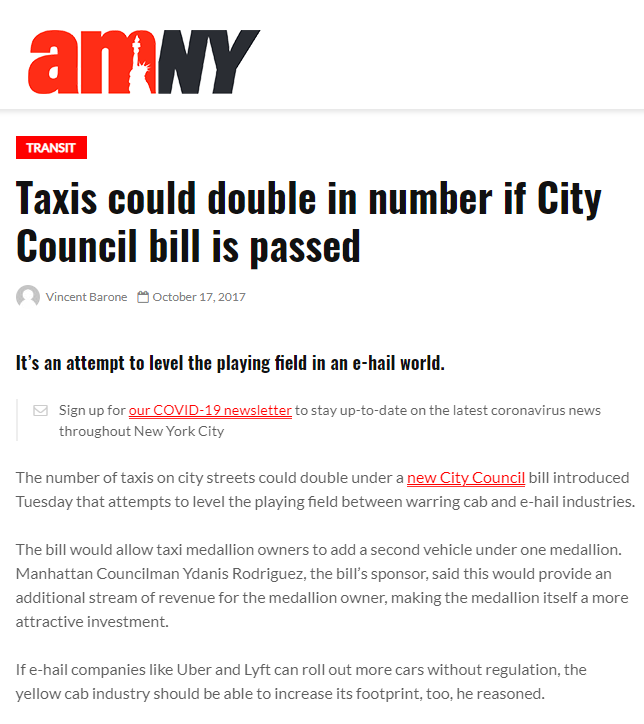 amNY
TRANSIT
Taxis could double in number if City
Council bill is passed
Vincent Barone October 17, 2017
It's an attempt to level the playing field in an e-hail world.
Sign up for our COVID-19 newsletter to stay up-to-date on the latest coronavirus news
throughout New York City
The number of taxis on city streets could double under a new City Council bill introduced
Tuesday that attempts to level the playing field between warring cab and e-hail industries.
The bill would allow taxi medallion owners to add a second vehicle under one medallion.
Manhattan Councilman Ydanis Rodriguez, the bill's sponsor, said this would provide an
additional stream of revenue for the medallion owner, making the medallion itself a more
attractive investment.
If e-hail companies like Uber and Lyft can roll out more cars without regulation, the
yellow cab industry should be able to increase its footprint, too, he reasoned.